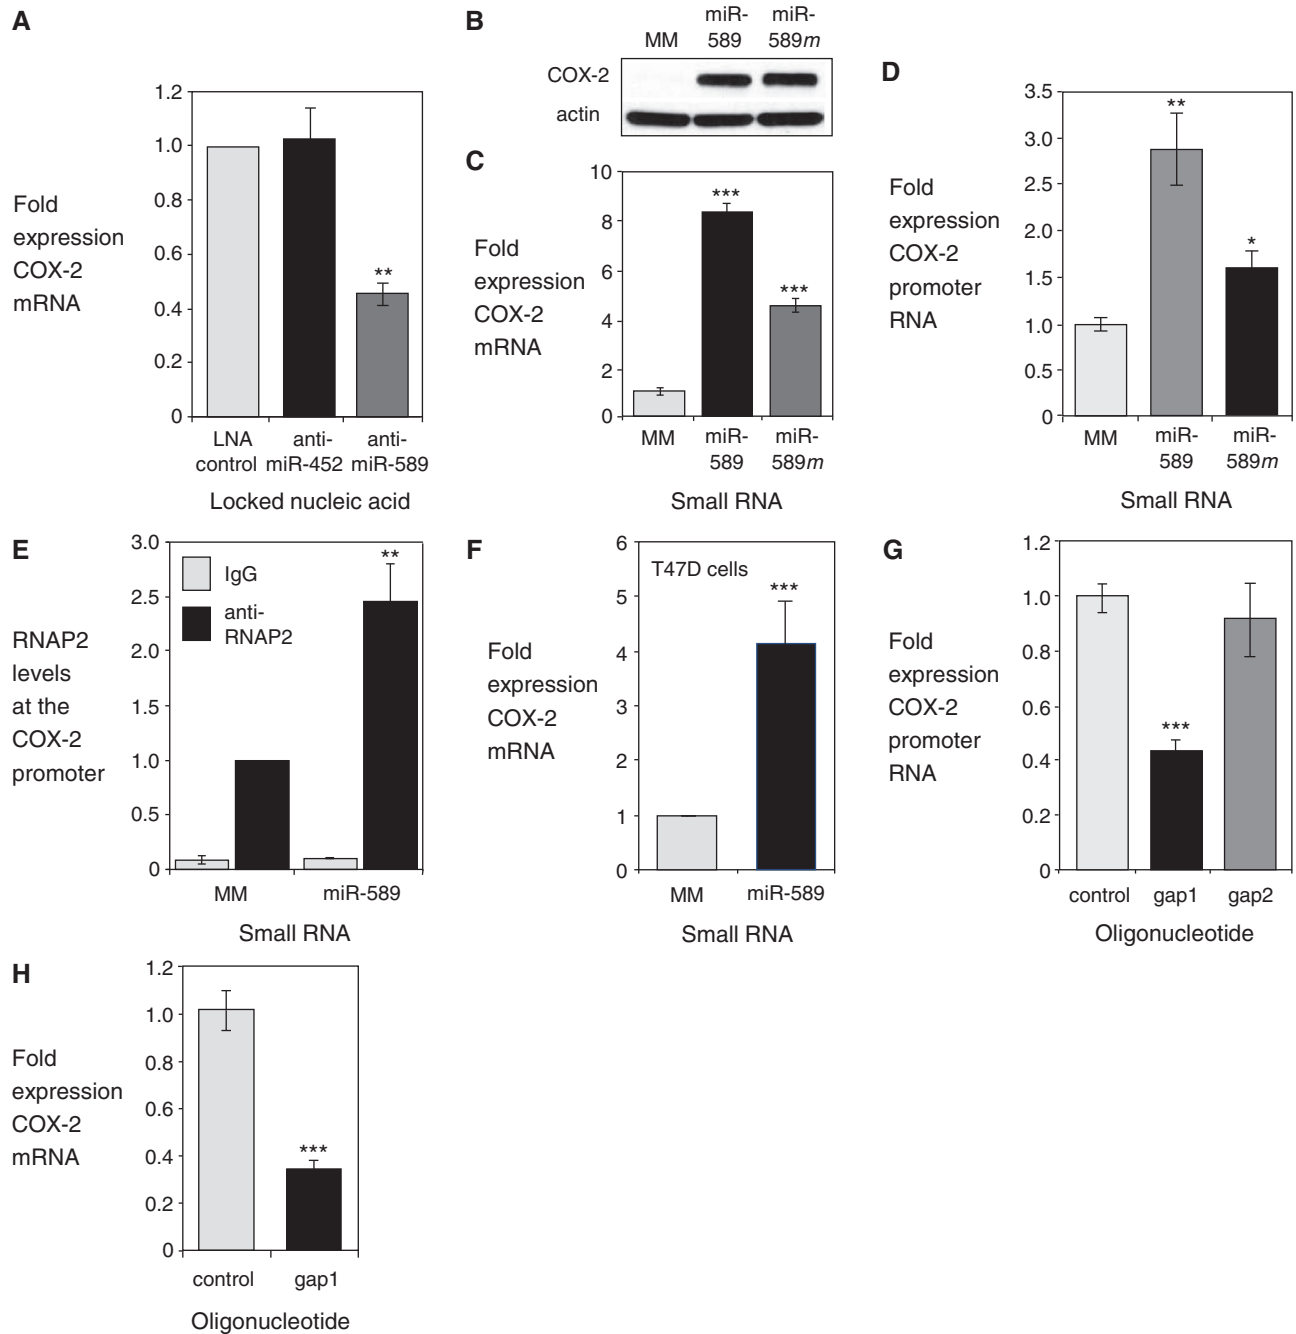 A
Fold
expression
COX-2
mRNA
1.2
1.0
0.8
0.6
0.4
0.2
0
**
LNA
control
anti-
miR-452
anti-
miR-589
Locked nucleic acid
B
MM
miR-
589
miR-
589m
COX-2
actin
C
Fold
expression
COX-2
mRNA
10
8
6
4
2
0
***
***
MM
miR-
589
miR-
589m
Small RNA
D
Fold
expression
COX-2
promoter
RNA
3.5
3.0
2.5
2.0
1.5
1.0
0.5
0
**
*
MM
miR-
589
miR-
589m
Small RNA
E
RNAP2
levels
at the
COX-2
promoter
3.0
2.5
2.0
1.5
1.0
0.5
0
IgG
anti-
RNAP2
**
MM
miR-589
Small RNA
F
Fold
expression
COX-2
mRNA
6
5
4
3
2
1
0
T47D cells
***
MM
miR-589
Small RNA
G
Fold
expression
COX-2
promoter
RNA
1.2
1.0
0.8
0.6
0.4
0.2
0
***
control
gap1
gap2
Oligonucleotide
H
Fold
expression
COX-2
mRNA
1.2
1.0
0.8
0.6
0.4
0.2
0
***
control
gap1
Oligonucleotide